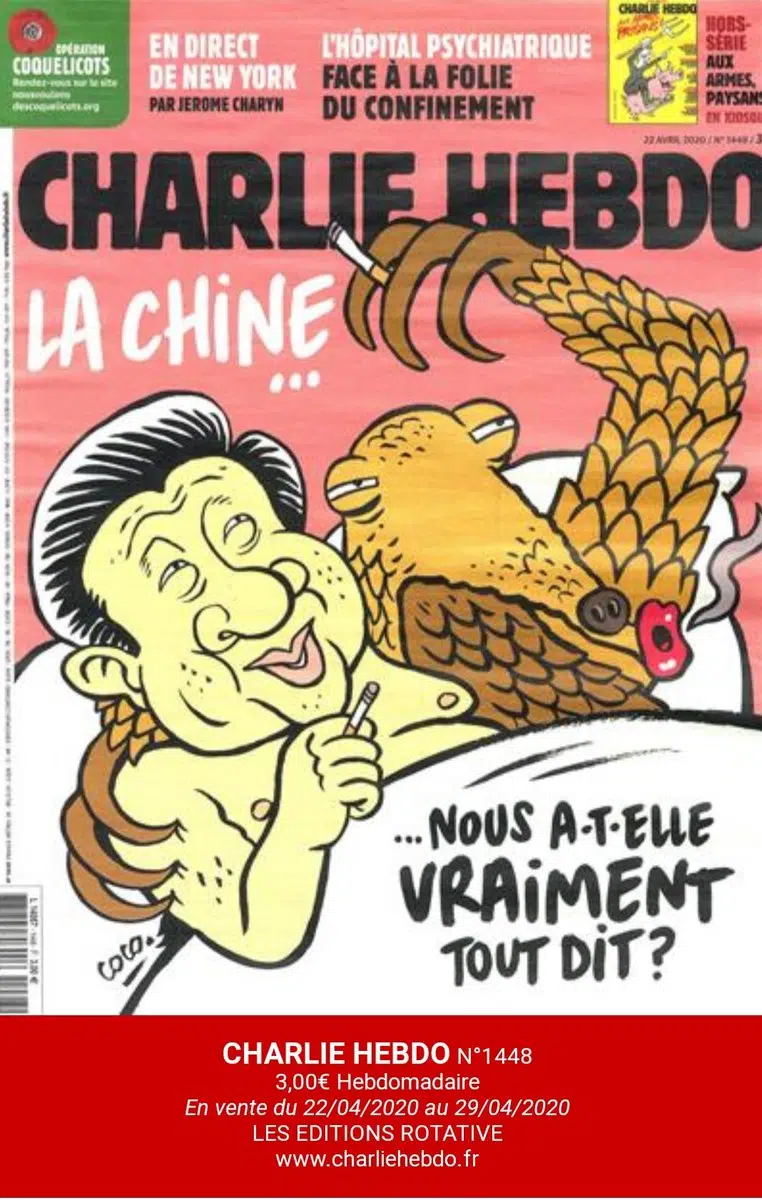 OPÉRATION
COQUELICOTS
Rendez-vous sur le site
nousvoulons
descoquelicots.org
EN DIRECT
DE NEW YORK
PAR JEROME CHARYN
L'HÔPITAL PSYCHIATRIQUE
FACE À LA FOLIE
DU CONFINEMENT
CHARLIE HEBDO
HORS-
SÉRIE
AUX
ARMES,
PAYSANS
EN KIOSQU
22 AVRIL 2020 / N° 1448 / 3
CHARLIE HEBDO
LA CHINE
...
...NOUS A-T-ELLE
VRAIMENT
TOUT DIT?
COCO.
CHARLIE HEBDO N°1448
3,00€ Hebdomadaire
En vente du 22/04/2020 au 29/04/2020
LES EDITIONS ROTATIVE
www.charliehebdo.fr